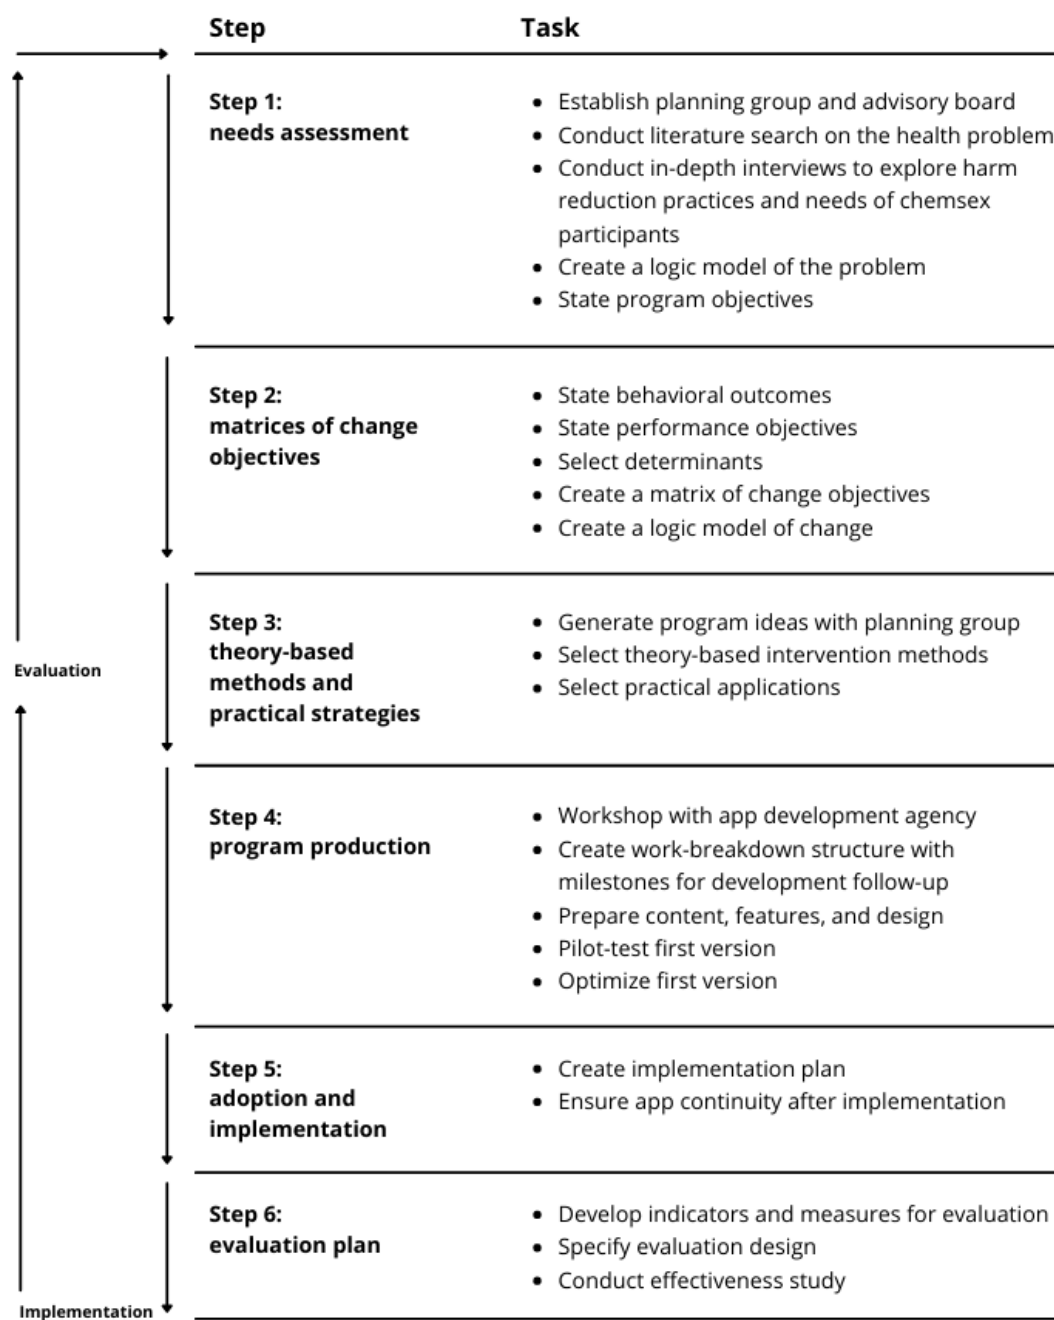 Step Task
Step 1:
needs assessment
• Establish planning group and advisory board
• Conduct literature search on the health problem
• Conduct in-depth interviews to explore harm
reduction practices and needs of chemsex
participants
• Create a logic model of the problem
• State program objectives
Step 2:
matrices of change
objectives
• State behavioral outcomes
• State performance objectives
• Select determinants
• Create a matrix of change objectives
• Create a logic model of change
Step 3:
theory-based
methods and
practical strategies
• Generate program ideas with planning group
• Select theory-based intervention methods
• Select practical applications
Evaluation
Step 4:
program production
• Workshop with app development agency
• Create work-breakdown structure with
milestones for development follow-up
• Prepare content, features, and design
• Pilot-test first version
• Optimize first version
Step 5:
adoption and
implementation
• Create implementation plan
• Ensure app continuity after implementation
Step 6:
evaluation plan
• Develop indicators and measures for evaluation
• Specify evaluation design
• Conduct effectiveness study
Implementation